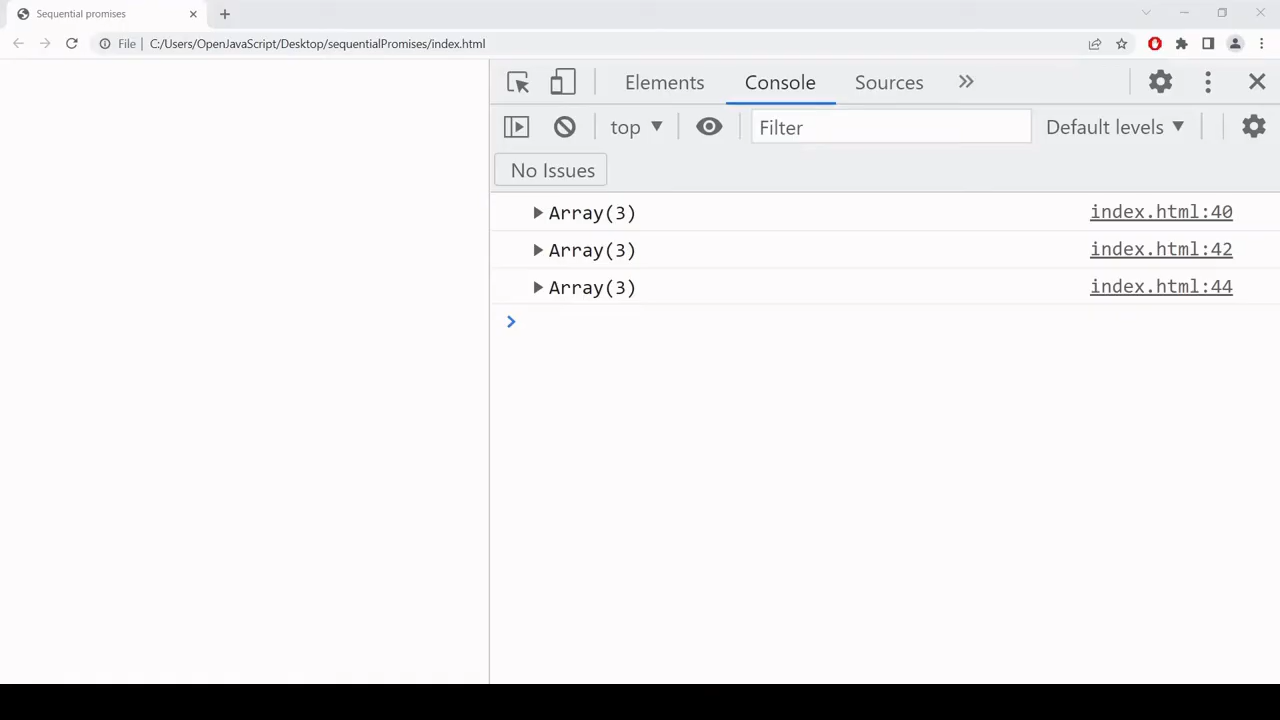 Sequential promises
File | C:/Users/OpenJavaScript/Desktop/sequentialPromises/index.html
Elements Console Sources
top Filter Default levels
No Issues
Array(3) index.html:40
Array(3) index.html:42
Array(3) index.html:44